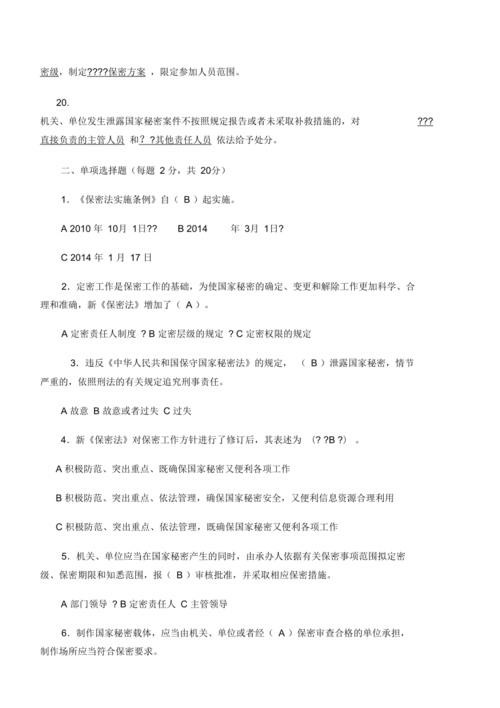 密级，制定????保密方案 ，限定参加人员范围。
20.
机关、单位发生泄露国家秘密案件不按照规定报告或者未采取补救措施的，对 ???
直接负责的主管人员 和? ?其他责任人员 依法给予处分。
二、单项选择题（每题 2 分，共 20分）
1．《保密法实施条例》自（ B ）起实施。
A 2010 年 10月 1日?? B 2014 年 3月 1日?
C 2014 年 1 月 17 日
2．定密工作是保密工作的基础，为使国家秘密的确定、变更和解除工作更加科学、合
理和准确，新《保密法》增加了（ A ）。
A 定密责任人制度 ? B 定密层级的规定 ? C 定密权限的规定
3．违反《中华人民共和国保守国家秘密法》的规定， （ B ）泄露国家秘密，情节
严重的，依照刑法的有关规定追究刑事责任。
A 故意 B 故意或者过失 C 过失
4．新《保密法》对保密工作方针进行了修订后，其表述为 (? ?B ?) 。
A 积极防范、突出重点、既确保国家秘密又便利各项工作
B 积极防范、突出重点、依法管理，确保国家秘密安全，又便利信息资源合理利用
C 积极防范、突出重点、依法管理，既确保国家秘密又便利各项工作
5．机关、单位应当在国家秘密产生的同时，由承办人依据有关保密事项范围拟定密
级、保密期限和知悉范围，报（ B ）审核批准，并采取相应保密措施。
A 部门领导 ? B 定密责任人 C 主管领导
6．制作国家秘密载体，应当由机关、单位或者经（ A ）保密审查合格的单位承担，
制作场所应当符合保密要求。